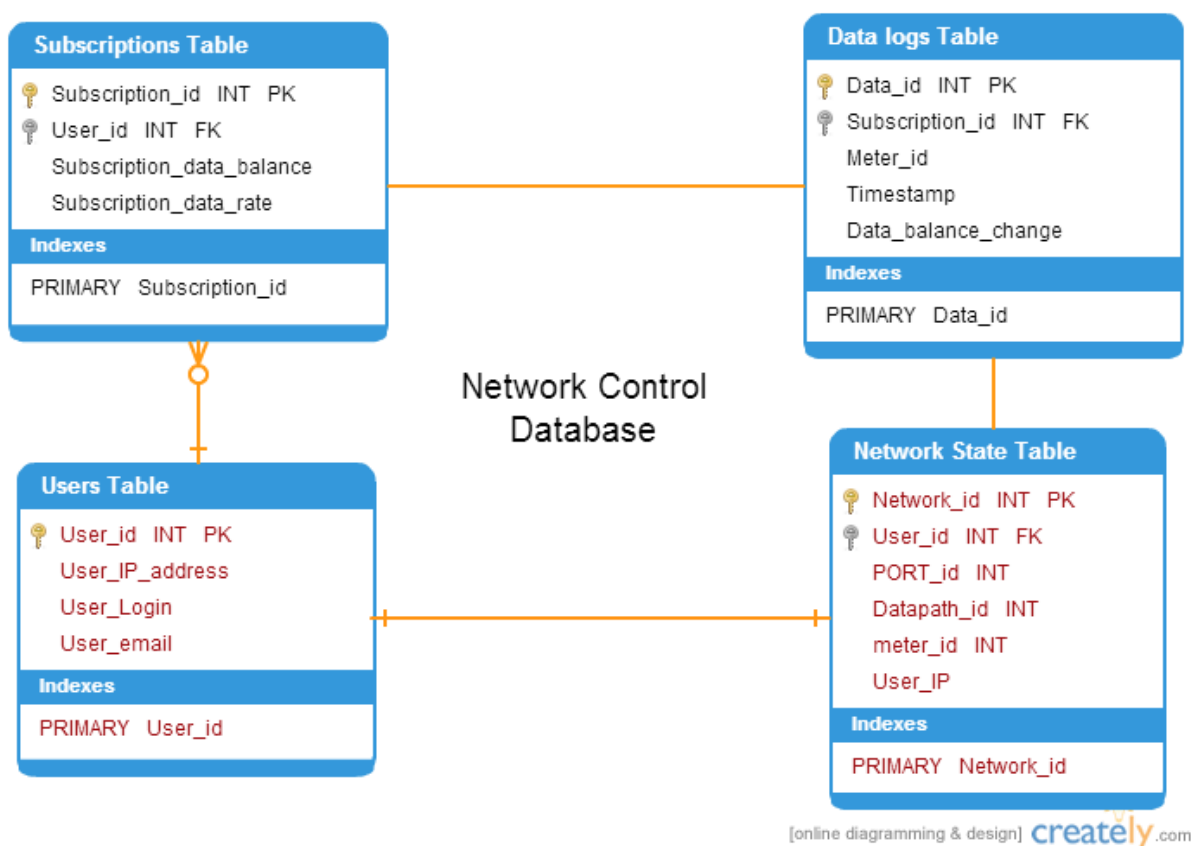 Subscriptions Table
Subscription_id INT PK
User_id INT FK
Subscription_data_balance
Subscription_data_rate
Indexes
PRIMARY Subscription_id
Data logs Table
Data_id INT PK
Subscription_id INT FK
Meter_id
Timestamp
Data_balance_change
Indexes
PRIMARY Data_id
Network Control
Database
Users Table
User_id INT PK
User_IP_address
User_Login
User_email
Indexes
PRIMARY User_id
Network State Table
Network_id INT PK
User_id INT FK
PORT_id INT
Datapath_id INT
meter_id INT
User_IP
Indexes
PRIMARY Network_id
[online diagramming & design] creately.com